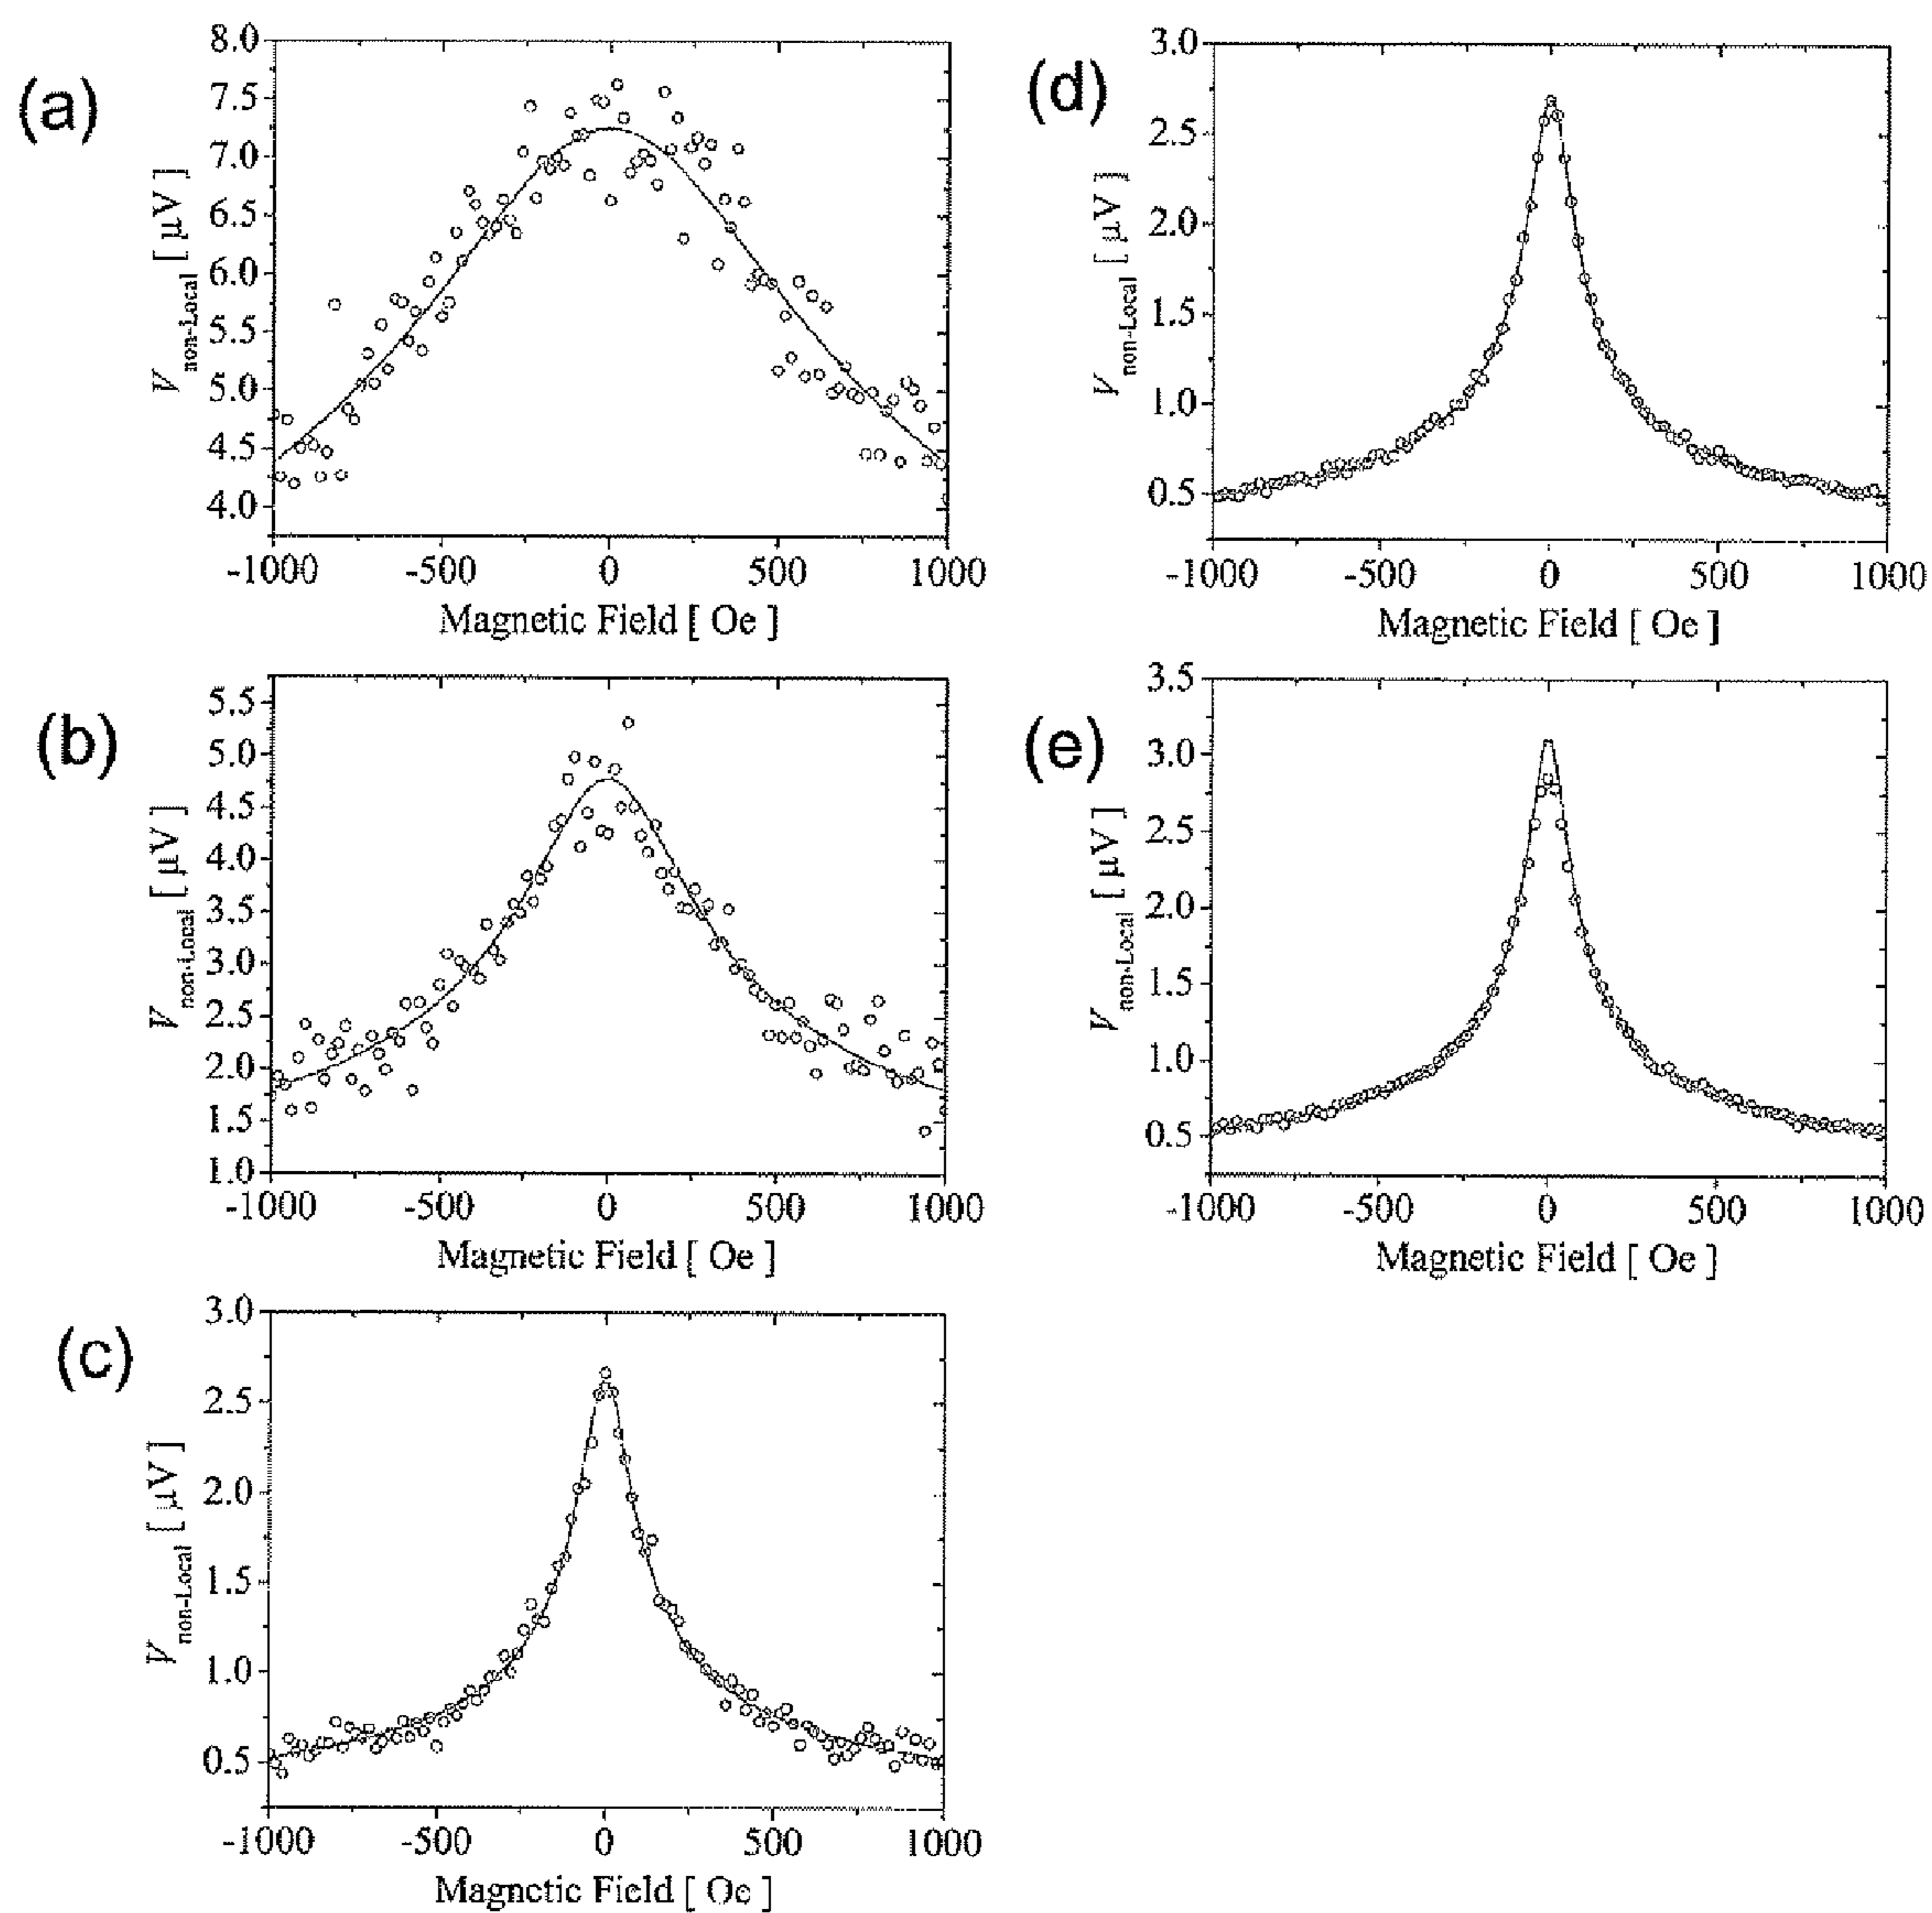 (a)
8.0
7.5
7.0
6.5
6.0
5.5
5.0
4.5
4.0
V non-Local [ μV ]
-1000 -500 0 500 1000
Magnetic Field [ Oe ]
(b)
5.5
5.0
4.5
4.0
3.5
3.0
2.5
2.0
1.5
1.0
V non-Local [ μV ]
-1000 -500 0 500 1000
Magnetic Field [ Oe ]
(c)
3.0
2.5
2.0
1.5
1.0
0.5
V non-Local [ μV ]
-1000 -500 0 500 1000
Magnetic Field [ Oe ]
(d)
3.0
2.5
2.0
1.5
1.0
0.5
V non-Local [ μV ]
-1000 -500 0 500 1000
Magnetic Field [ Oe ]
(e)
3.5
3.0
2.5
2.0
1.5
1.0
0.5
V non-Local [ μV ]
-1000 -500 0 500 1000
Magnetic Field [ Oe ]